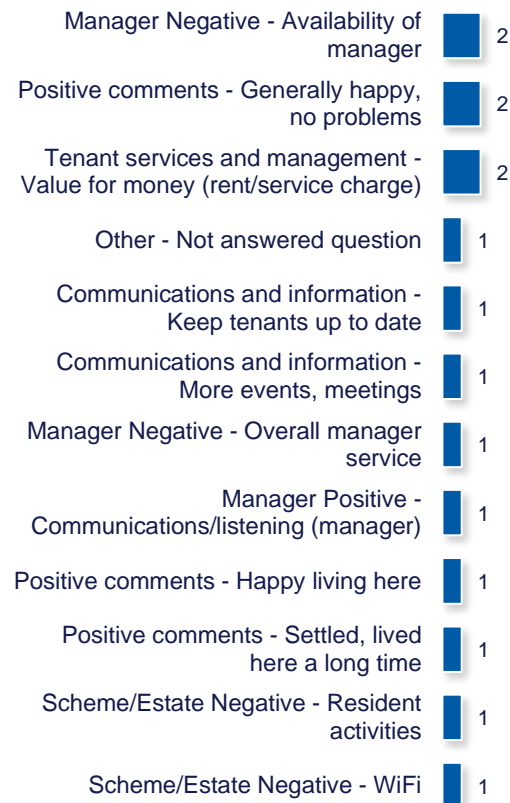 Manager Negative - Availability of
manager
2
Positive comments - Generally happy,
no problems
2
Tenant services and management -
Value for money (rent/service charge)
2
Other - Not answered question
1
Communications and information -
Keep tenants up to date
1
Communications and information -
More events, meetings
1
Manager Negative - Overall manager
service
1
Manager Positive -
Communications/listening (manager)
1
Positive comments - Happy living here
1
Positive comments - Settled, lived
here a long time
1
Scheme/Estate Negative - Resident
activities
1
Scheme/Estate Negative - WiFi
1